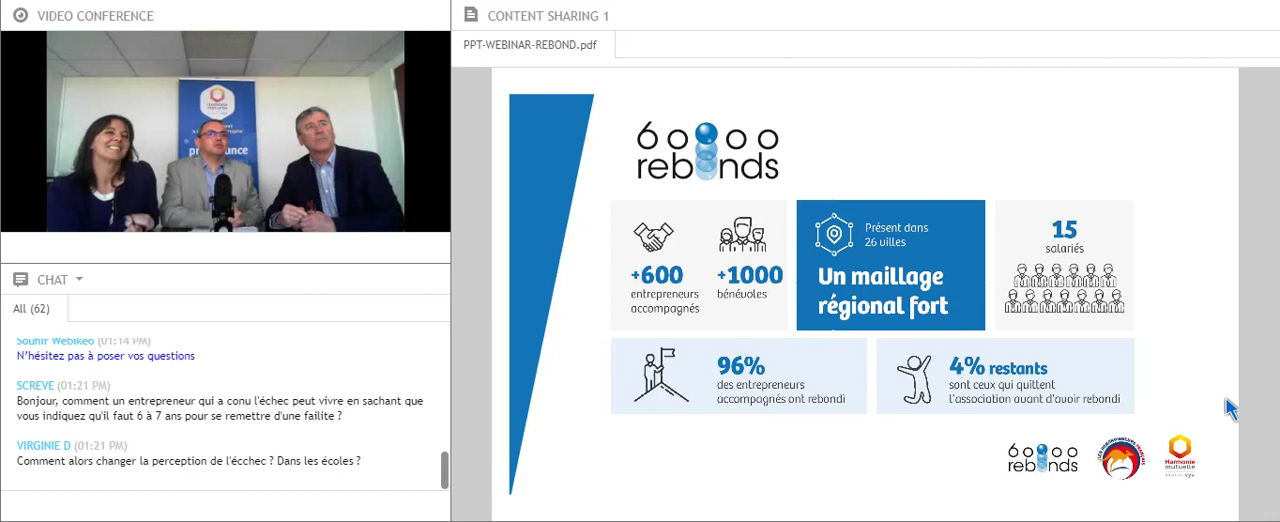 VIDEO CONFERENCE
CHAT
All (62)
Souhir Webikeo (01:14 PM)
N'hésitez pas à poser vos questions
SCREVE (01:21 PM)
Bonjour, comment un entrepreneur qui a conu l'échec peut vivre en sachant que
vous indiquez qu'il faut 6 à 7 ans pour se remettre d'une failite ?
VIRGINIE D (01:21 PM)
Comment alors changer la perception de l'écchec ? Dans les écoles ?
CONTENT SHARING 1
PPT-WEBINAR-REBOND.pdf
60 000
rebonds
+600
entrepreneurs
accompagnés
+1000
bénévoles
Présent dans
26 villes
Un maillage
régional fort
15
salariés
96%
des entrepreneurs
accompagnés ont rebondi
4% restants
sont ceux qui quittent
l'association avant d'avoir rebondi
60 000
rebonds
Harmonie
mutuelle